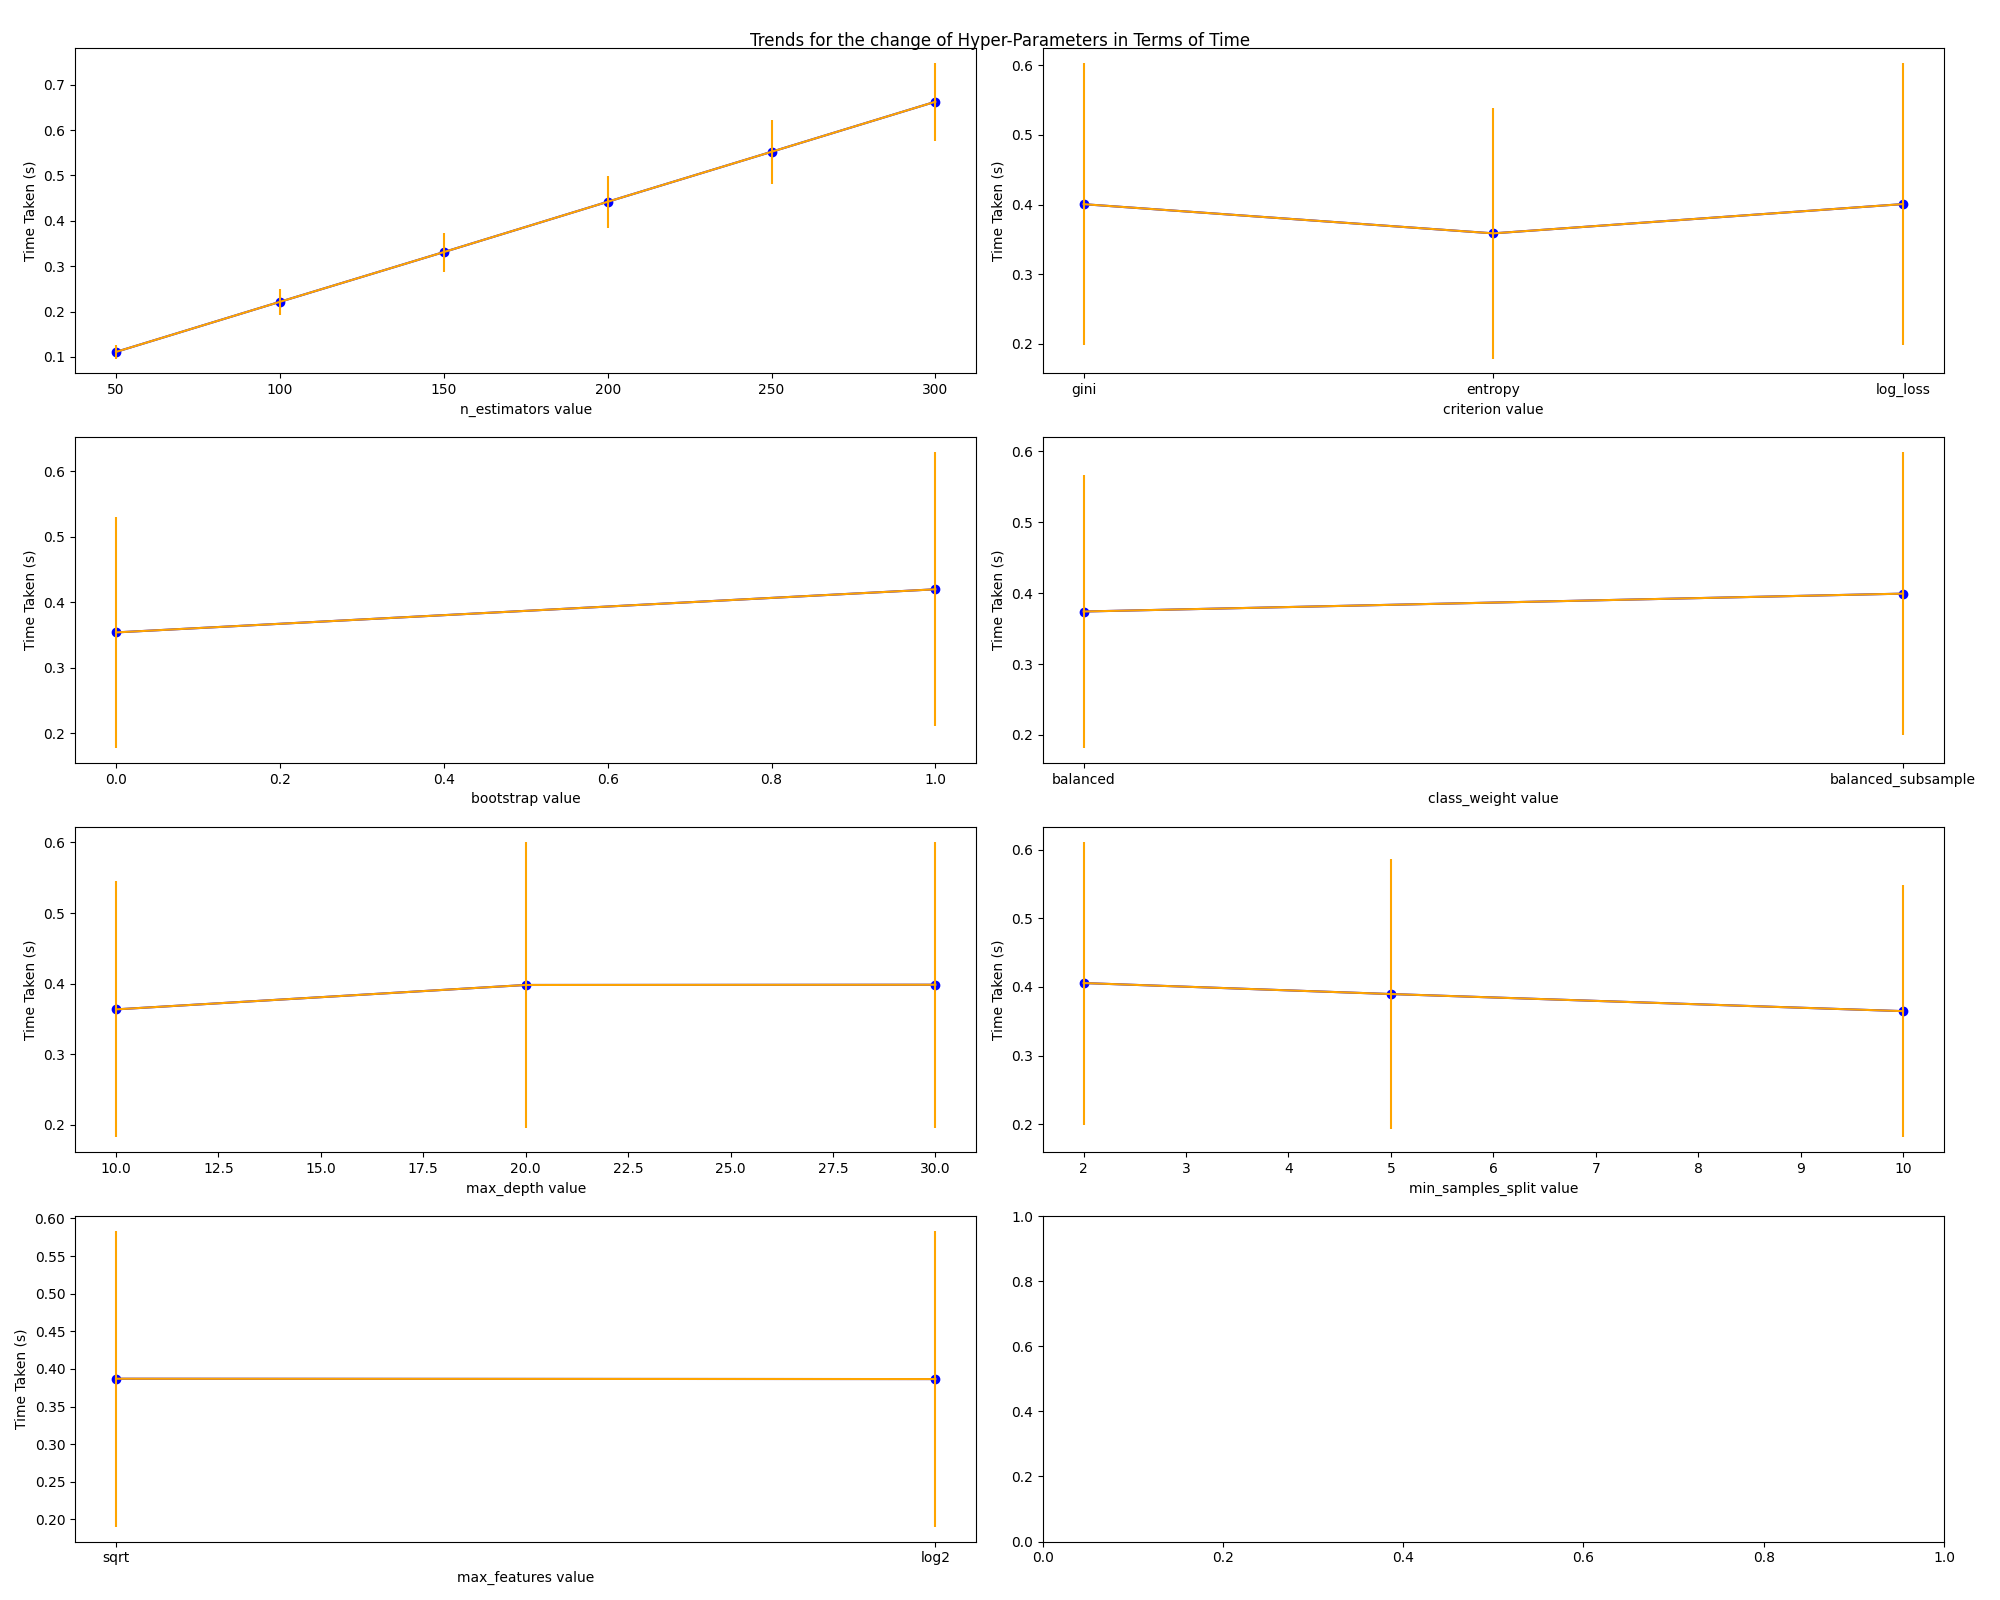 Trends for the change of Hyper-Parameters in Terms of Time
Time Taken (s)
0.7
0.6
0.5
0.4
0.3
0.2
0.1
50 100 150 200 250 300
n_estimators value
Time Taken (s)
0.6
0.5
0.4
0.3
0.2
gini entropy log_loss
criterion value
Time Taken (s)
0.6
0.5
0.4
0.3
0.2
0.0 0.2 0.4 0.6 0.8 1.0
bootstrap value
Time Taken (s)
0.6
0.5
0.4
0.3
0.2
balanced balanced_subsample
class_weight value
Time Taken (s)
0.6
0.5
0.4
0.3
0.2
10.0 12.5 15.0 17.5 20.0 22.5 25.0 27.5 30.0
max_depth value
Time Taken (s)
0.6
0.5
0.4
0.3
0.2
2 3 4 5 6 7 8 9 10
min_samples_split value
Time Taken (s)
0.60
0.55
0.50
0.45
0.40
0.35
0.30
0.25
0.20
sqrt log2
max_features value
1.0
0.8
0.6
0.4
0.2
0.0
0.0 0.2 0.4 0.6 0.8 1.0